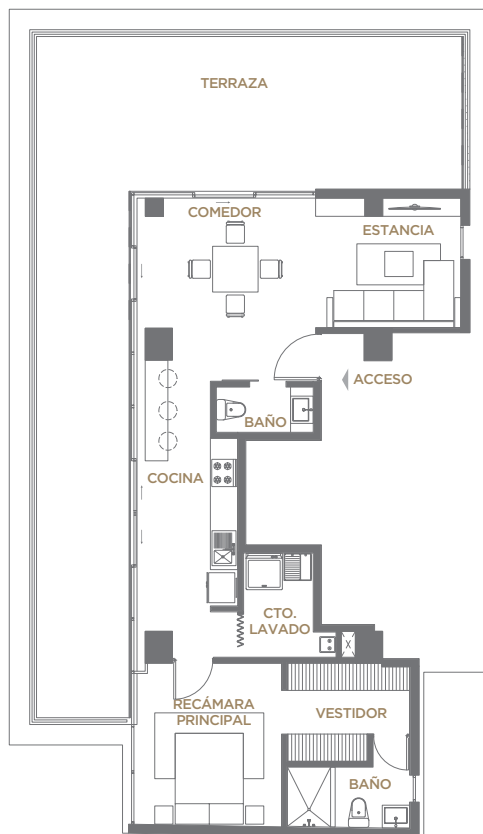 TERRAZA
COMEDOR
ESTANCIA
ACCESO
BAÑO
COCINA
CTO.
LAVADO
RECÁMARA
PRINCIPAL
VESTIDOR
BAÑO